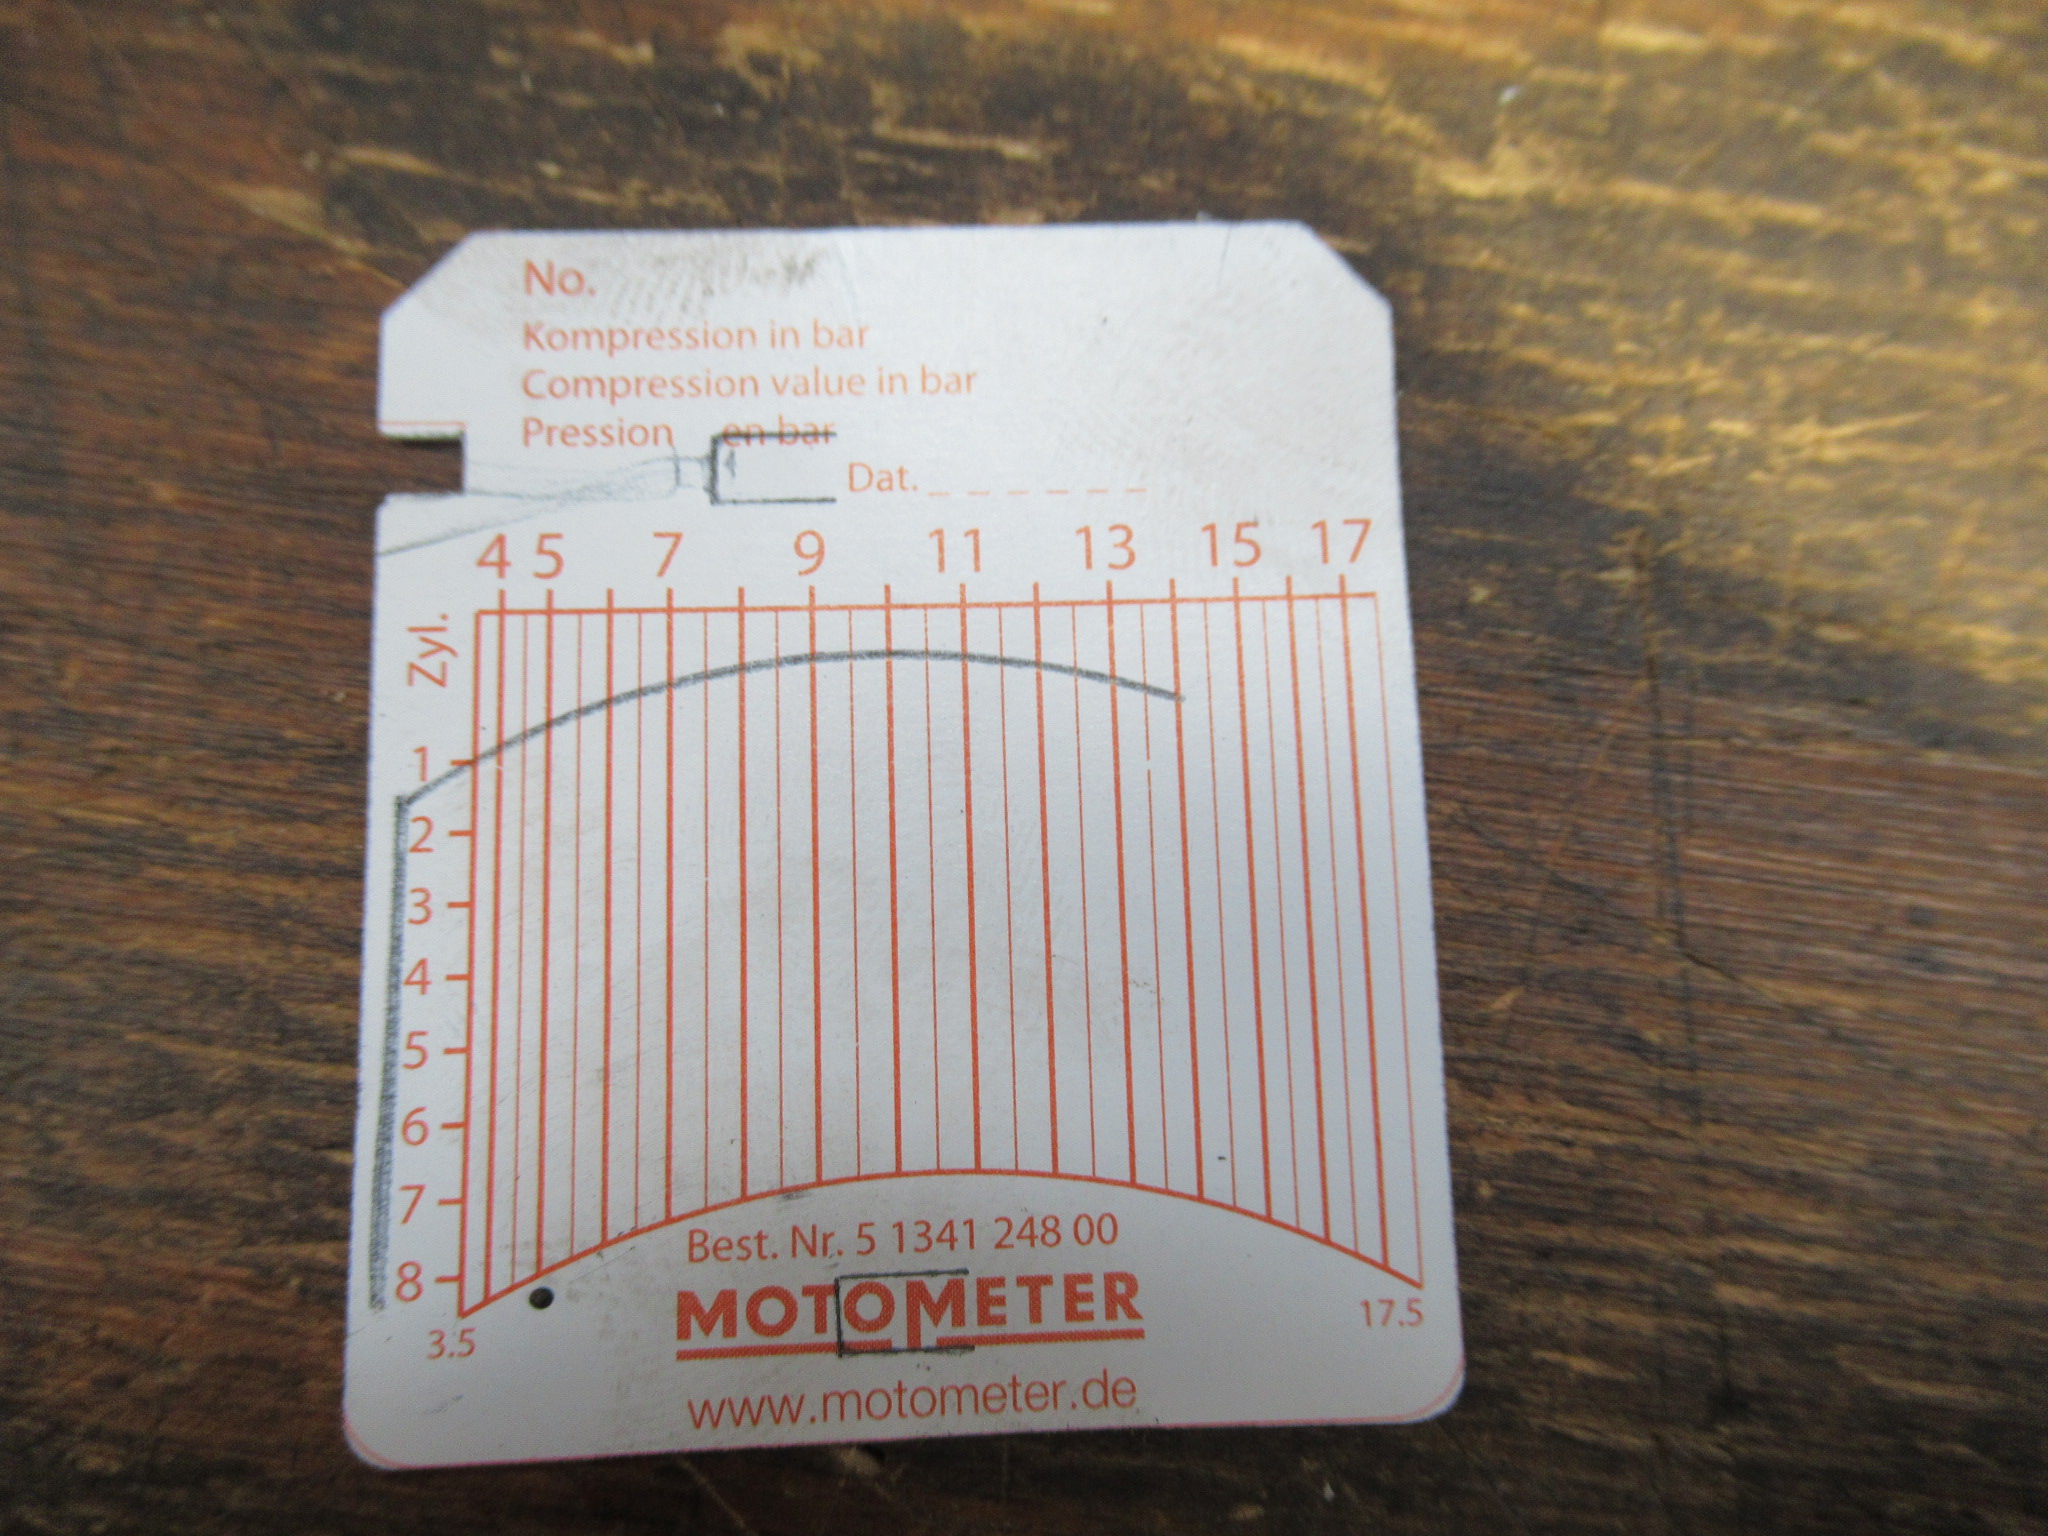 No.
Kompression in bar
Compression value in bar
Pression en bar
Dat. _ _ _ _ _ _
4 5 7 9 11 13 15 17
Zyl.
1
2
3
4
5
6
7
8
3.5
17.5
Best. Nr. 5 1341 248 00
MOTOMETER
www.motometer.de